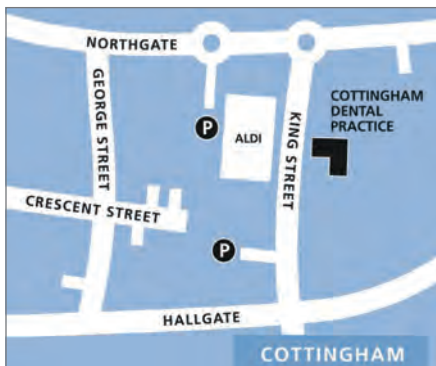 NORTHGATE
GEORGE STREET
COTTINGHAM
DENTAL
PRACTICE
P
ALDI
KING STREET
CRESCENT STREET
P
HALLGATE
COTTINGHAM